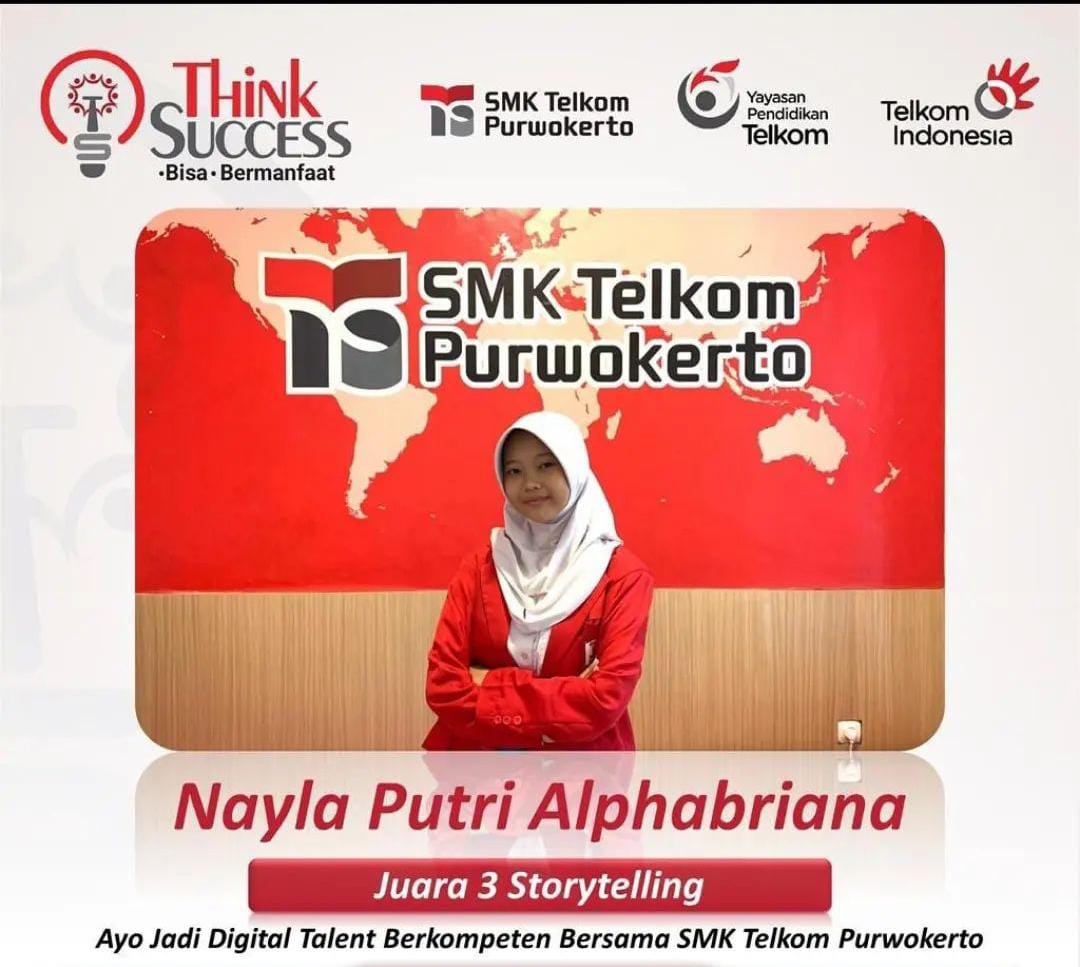 Think
Success
•Bisa•Bermanfaat
SMK Telkom
Purwokerto
Yayasan
Pendidikan
Telkom
Telkom
Indonesia
SMK Telkom
Purwokerto
Nayla Putri Alphabriana
Juara 3 Storytelling
Ayo Jadi Digital Talent Berkompeten Bersama SMK Telkom Purwokerto